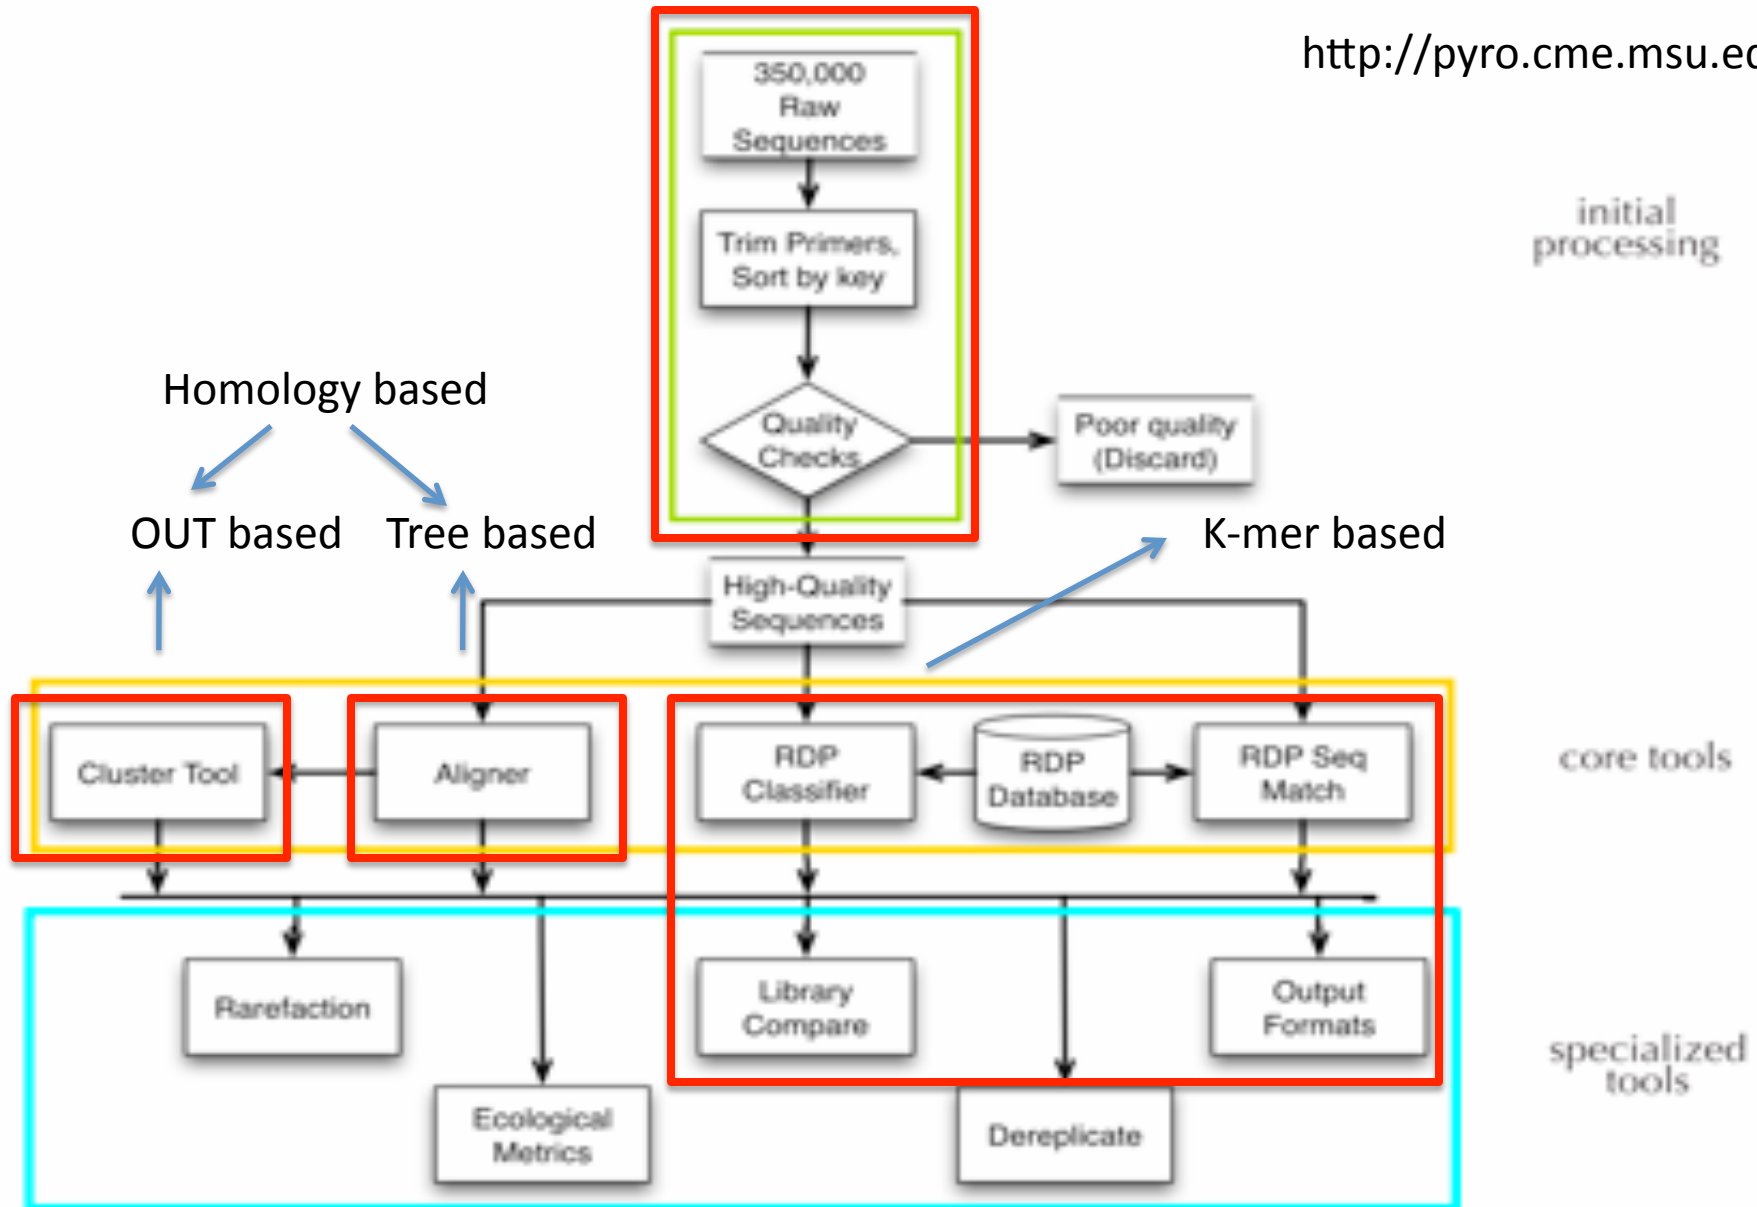 http://pyro.cme.msu.ed
350,000
Raw
Sequences
initial
processing
Trim Primers,
Sort by key
Homology based
Quality
Checks
Poor quality
(Discard)
OUT based
Tree based
K-mer based
High-Quality
Sequences
Cluster Tool
Aligner
RDP
Classifier
RDP
Database
RDP Seq
Match
core tools
Rarefaction
Library
Compare
Output
Formats
specialized
tools
Ecological
Metrics
Dereplicate